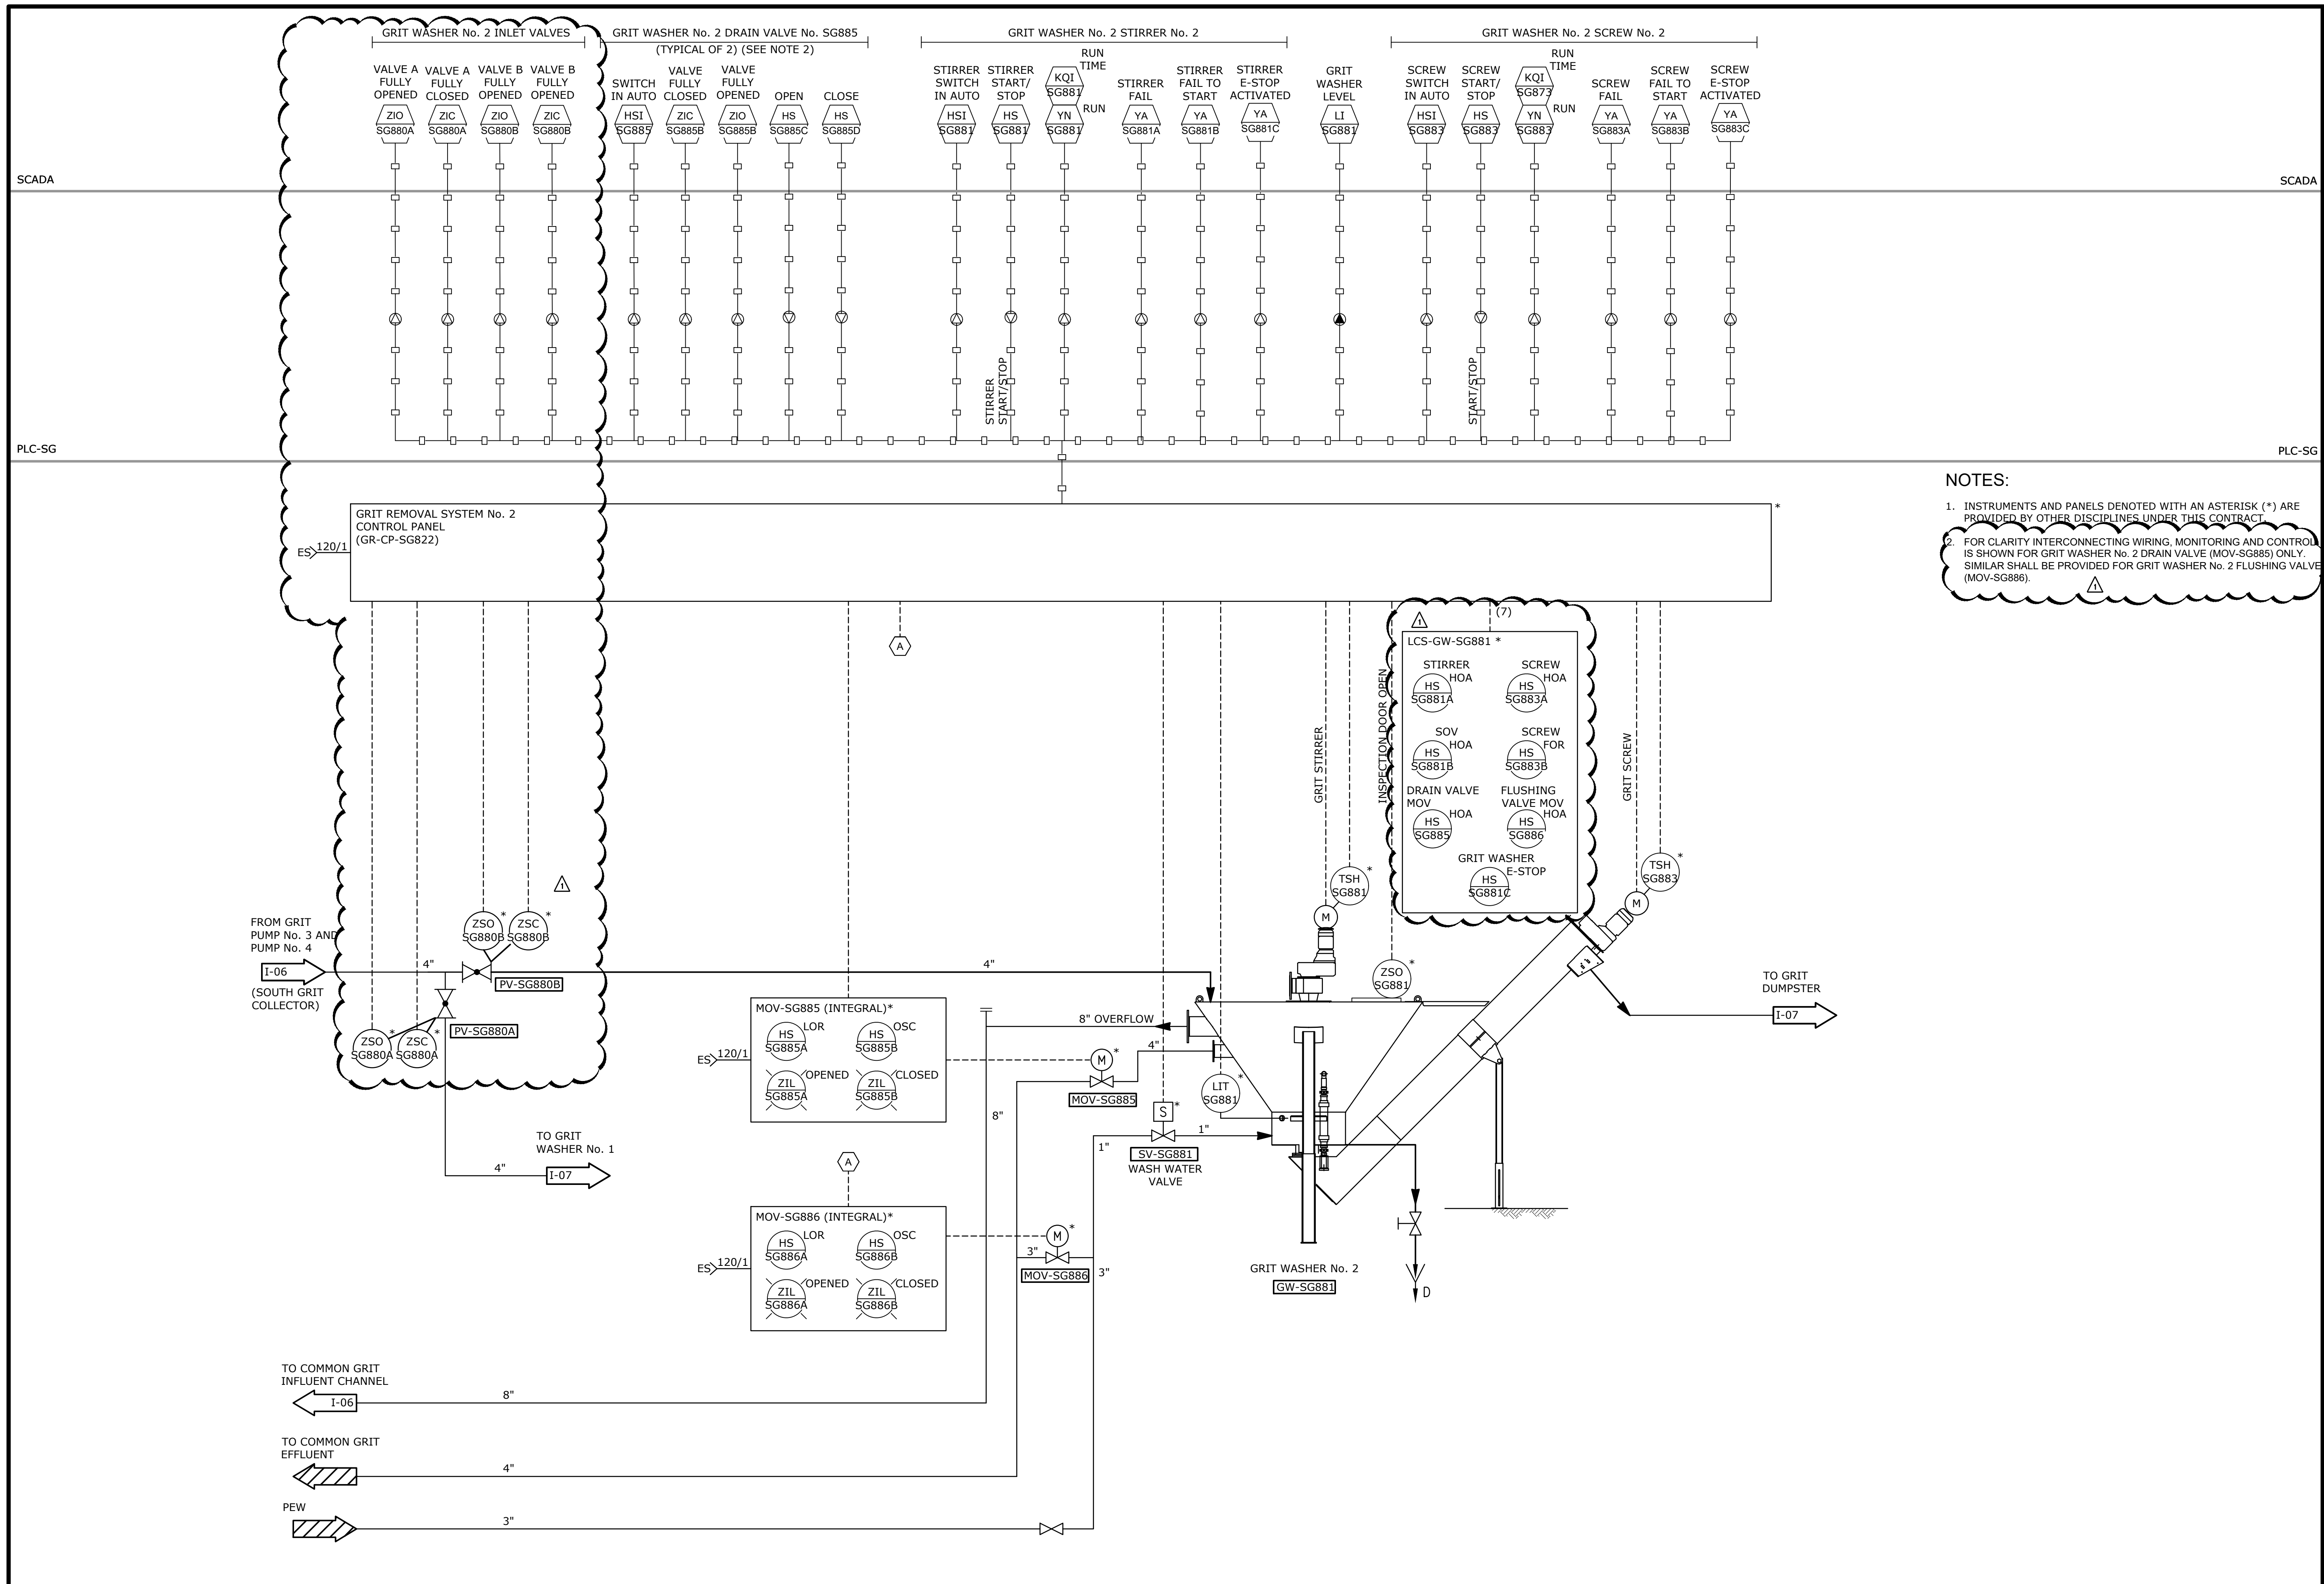 GRIT WASHER No. 2 INLET VALVES
GRIT WASHER No. 2 DRAIN VALVE No. SG885
(TYPICAL OF 2) (SEE NOTE 2)
GRIT WASHER No. 2 STIRRER No. 2
GRIT WASHER No. 2 SCREW No. 2
VALVE A
FULLY
OPENED
ZIO
SG880A
VALVE A
FULLY
CLOSED
ZIC
SG880A
VALVE B
FULLY
OPENED
ZIO
SG880B
VALVE B
FULLY
OPENED
ZIC
SG880B
SWITCH
IN AUTO
HSI
SG885
VALVE
FULLY
CLOSED
ZIC
SG885B
VALVE
FULLY
OPENED
ZIO
SG885B
OPEN
HS
SG885C
CLOSE
HS
SG885D
STIRRER
SWITCH
IN AUTO
HSI
SG881
STIRRER
START/
STOP
HS
SG881
RUN
TIME
KQI
SG881
YN
SG881
RUN
STIRRER
FAIL
YA
SG881A
STIRRER
FAIL TO
START
YA
SG881B
STIRRER
E-STOP
ACTIVATED
YA
SG881C
GRIT
WASHER
LEVEL
LI
SG881
SCREW
SWITCH
IN AUTO
HSI
SG883
SCREW
START/
STOP
HS
SG883
RUN
TIME
KQI
SG873
YN
SG883
RUN
SCREW
FAIL
YA
SG883A
SCREW
FAIL TO
START
YA
SG883B
SCREW
E-STOP
ACTIVATED
YA
SG883C
SCADA
SCADA
STIRRER
START/STOP
START/STOP
PLC-SG
PLC-SG
NOTES:
1. INSTRUMENTS AND PANELS DENOTED WITH AN ASTERISK (*) ARE
PROVIDED BY OTHER DISCIPLINES UNDER THIS CONTRACT.
2. FOR CLARITY INTERCONNECTING WIRING, MONITORING AND CONTROL
IS SHOWN FOR GRIT WASHER No. 2 DRAIN VALVE (MOV-SG885) ONLY.
SIMILAR SHALL BE PROVIDED FOR GRIT WASHER No. 2 FLUSHING VALVE
(MOV-SG886).
1
GRIT REMOVAL SYSTEM No. 2
CONTROL PANEL
(GR-CP-SG822)
*
ES 120/1
A
(7)
1
LCS-GW-SG881 *
STIRRER
HOA
HS
SG881A
SCREW
HOA
HS
SG883A
SOV
HOA
HS
SG881B
SCREW
FOR
HS
SG883B
DRAIN VALVE
MOV
HOA
HS
SG885
FLUSHING
VALVE MOV
HOA
HS
SG886
GRIT WASHER
E-STOP
HS
SG881C
GRIT STIRRER
INSPECTION DOOR OPEN
GRIT SCREW
TSH
SG881
*
M
TSH
SG883
*
M
ZSO
SG881
*
1
FROM GRIT
PUMP No. 3 AND
PUMP No. 4
I-06
(SOUTH GRIT
COLLECTOR)
4"
ZSO
SG880B
*
ZSC
SG880B
*
PV-SG880B
4"
PV-SG880A
ZSO
SG880A
*
ZSC
SG880A
*
TO GRIT
WASHER No. 1
4"
I-07
TO GRIT
DUMPSTER
I-07
MOV-SG885 (INTEGRAL)*
HS
SG885A
LOR
HS
SG885B
OSC
ZIL
SG885A
OPENED
ZIL
SG885B
CLOSED
ES 120/1
8" OVERFLOW
4"
M
*
MOV-SG885
8"
LIT
SG881
*
S
*
1"
1"
SV-SG881
WASH WATER
VALVE
A
MOV-SG886 (INTEGRAL)*
HS
SG886A
LOR
HS
SG886B
OSC
ZIL
SG886A
OPENED
ZIL
SG886B
CLOSED
ES 120/1
M
*
3"
MOV-SG886
3"
GRIT WASHER No. 2
GW-SG881
D
TO COMMON GRIT
INFLUENT CHANNEL
I-06
8"
TO COMMON GRIT
EFFLUENT
4"
PEW
3"